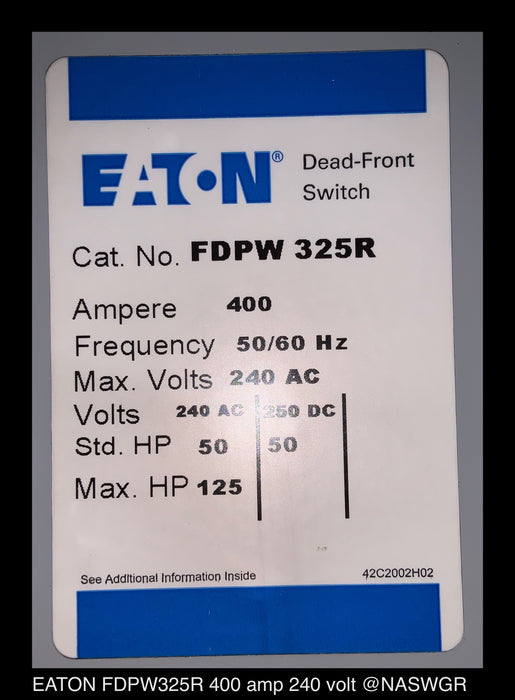 EATON® Dead-Front
Switch
Cat. No. FDPW 325R
Ampere 400
Frequency 50/60 Hz
Max. Volts 240 AC
Volts 240 AC 250 DC
Std. HP 50 50
Max. HP 125
See Additional Information Inside 42C2002H02
EATON FDPW325R 400 amp 240 volt @NASWGR